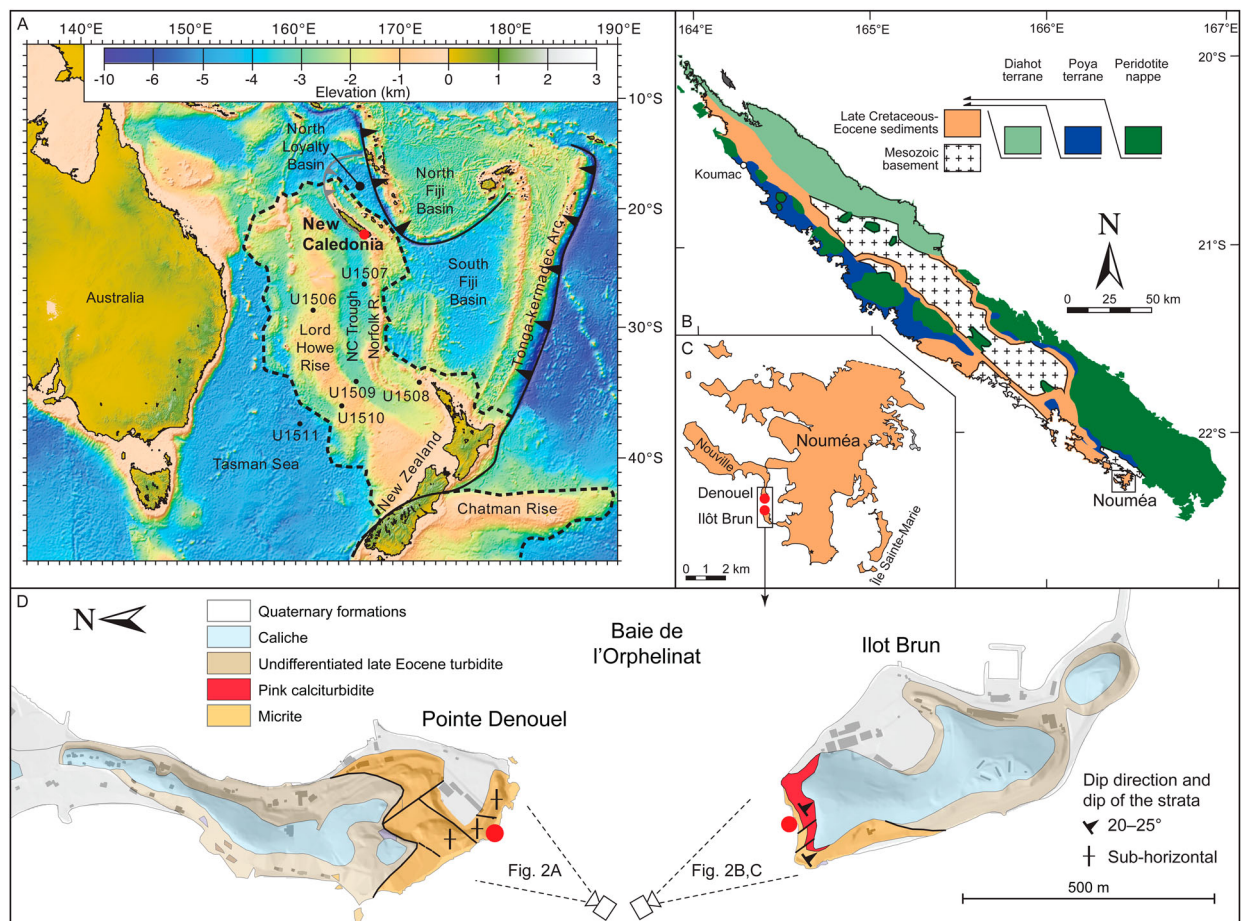 A
140°E
150°E
160°E
170°E
180°E
190°E
-10
-6
-5
-4
-3
-2
-1
0
1
2
3
Elevation (km)
10°S
20°S
30°S
40°S
North
Loyalty
Basin
North
Fiji
Basin
New
Caledonia
South
Fiji
Basin
Tonga-kermadec Arc
Australia
U1507
U1506
Lord
Howe
Rise
NC Trough
Norfolk R.
U1509
U1508
U1510
U1511
Tasman Sea
New Zealand
Chatman Rise
B
164°E
165°E
166°E
167°E
20°S
21°S
22°S
Diahot
terrane
Poya
terrane
Peridotite
nappe
Late Cretaceous-
Eocene sediments
Mesozoic
basement
Koumac
N
0 25 50 km
Nouméa
C
Nouméa
Nouville
Denouel
Ilôt Brun
Île Sainte-Marie
0 1 2 km
D
N
Quaternary formations
Caliche
Undifferentiated late Eocene turbidite
Pink calciturbidite
Micrite
Baie de
l'Orphelinat
Pointe Denouel
Ilot Brun
Fig. 2A
Fig. 2B,C
Dip direction and
dip of the strata
20–25°
Sub-horizontal
500 m